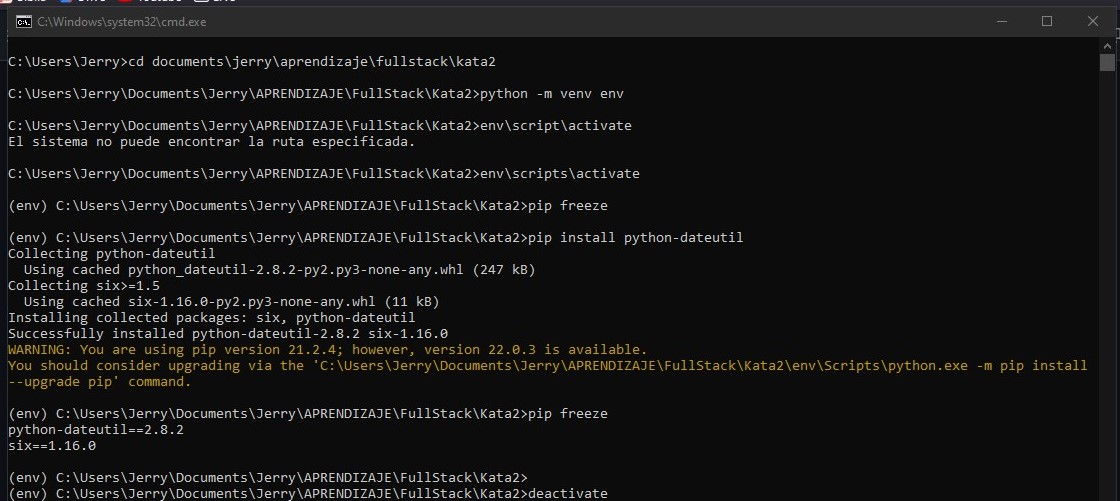 C:\Windows\system32\cmd.exe
C:\Users\Jerry>cd documents\jerry\aprendizaje\fullstack\kata2
C:\Users\Jerry\Documents\Jerry\APRENDIZAJE\FullStack\Kata2>python -m venv env
C:\Users\Jerry\Documents\Jerry\APRENDIZAJE\FullStack\Kata2>env\script\activate
El sistema no puede encontrar la ruta especificada.
C:\Users\Jerry\Documents\Jerry\APRENDIZAJE\FullStack\Kata2>env\scripts\activate
(env) C:\Users\Jerry\Documents\Jerry\APRENDIZAJE\FullStack\Kata2>pip freeze
(env) C:\Users\Jerry\Documents\Jerry\APRENDIZAJE\FullStack\Kata2>pip install python-dateutil
Collecting python-dateutil
  Using cached python_dateutil-2.8.2-py2.py3-none-any.whl (247 kB)
Collecting six>=1.5
  Using cached six-1.16.0-py2.py3-none-any.whl (11 kB)
Installing collected packages: six, python-dateutil
Successfully installed python-dateutil-2.8.2 six-1.16.0
WARNING: You are using pip version 21.2.4; however, version 22.0.3 is available.
You should consider upgrading via the 'C:\Users\Jerry\Documents\Jerry\APRENDIZAJE\FullStack\Kata2\env\Scripts\python.exe -m pip install
--upgrade pip' command.
(env) C:\Users\Jerry\Documents\Jerry\APRENDIZAJE\FullStack\Kata2>pip freeze
python-dateutil==2.8.2
six==1.16.0
(env) C:\Users\Jerry\Documents\Jerry\APRENDIZAJE\FullStack\Kata2>
(env) C:\Users\Jerry\Documents\Jerry\APRENDIZAJE\FullStack\Kata2>deactivate